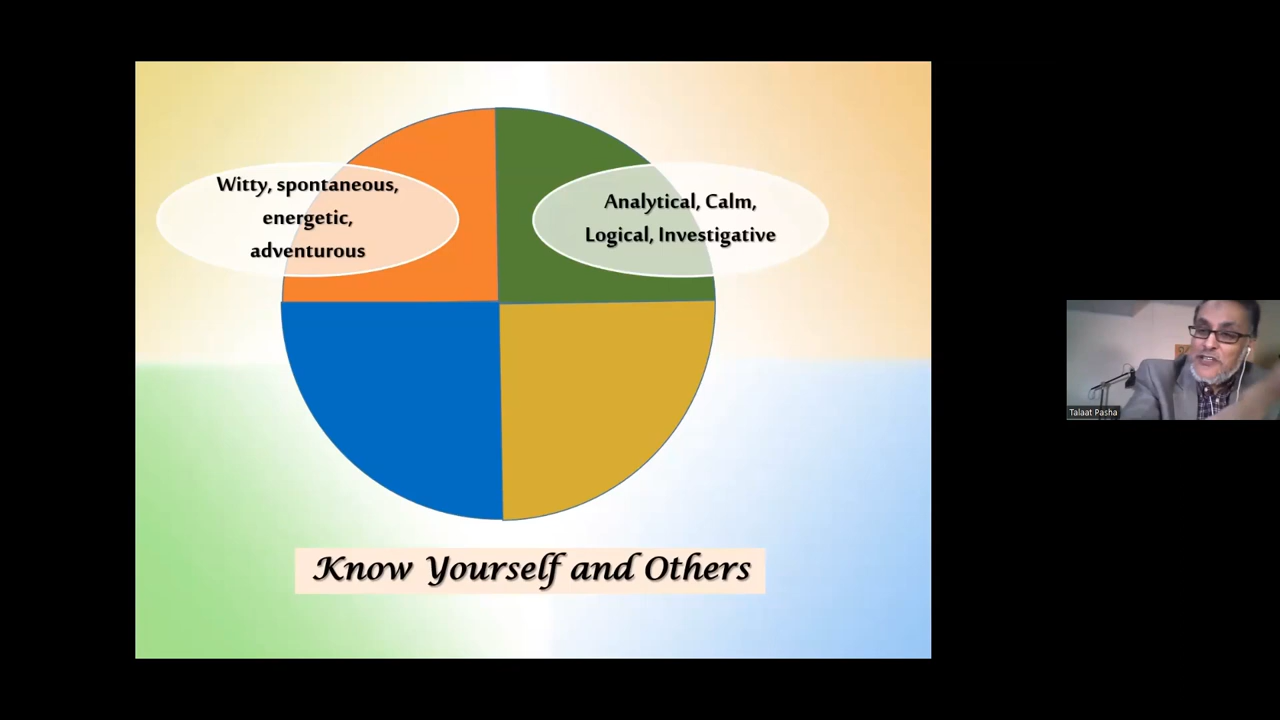 Witty, spontaneous,
energetic,
adventurous
Analytical, Calm,
Logical, Investigative
Know Yourself and Others
Talaat Pasha